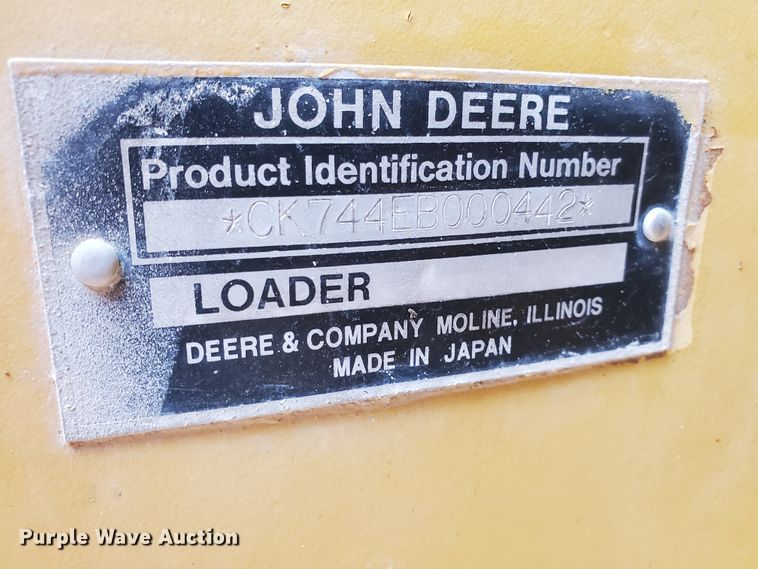 JOHN DEERE
Product Identification Number
*CK744EB000442*
LOADER
DEERE & COMPANY MOLINE, ILLINOIS
MADE IN JAPAN
Purple Wave Auction